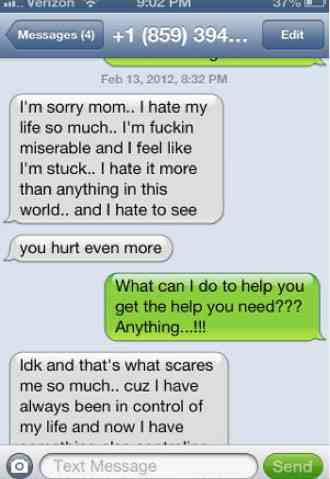 Verizon 9:02 PM 37%
Messages (4) +1 (859) 394... Edit
Feb 13, 2012, 8:32 PM
I'm sorry mom.. I hate my
life so much.. I'm fuckin
miserable and I feel like
I'm stuck.. I hate it more
than anything in this
world.. and I hate to see
you hurt even more
What can I do to help you
get the help you need???
Anything...!!!
Idk and that's what scares
me so much.. cuz I have
always been in control of
my life and now I have
Text Message Send